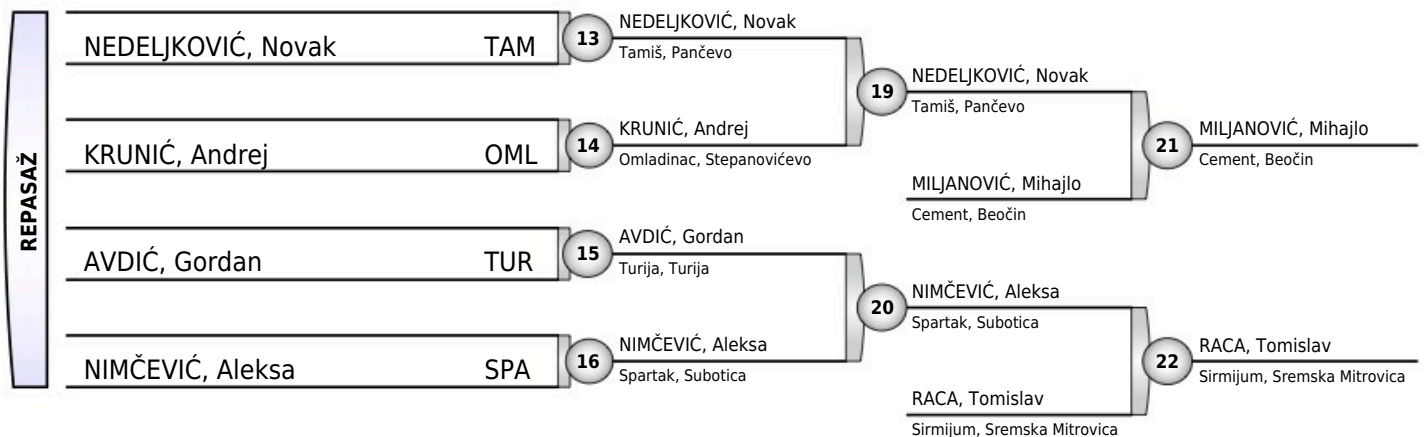 REPASAŽ
NEDELJKOVIĆ, Novak TAM
KRUNIĆ, Andrej OML
AVDIĆ, Gordan TUR
NIMČEVIĆ, Aleksa SPA
13
NEDELJKOVIĆ, Novak
Tamiš, Pančevo
14
KRUNIĆ, Andrej
Omladinac, Stepanovićevo
15
AVDIĆ, Gordan
Turija, Turija
16
NIMČEVIĆ, Aleksa
Spartak, Subotica
19
NEDELJKOVIĆ, Novak
Tamiš, Pančevo
MILJANOVIĆ, Mihajlo
Cement, Beočin
20
NIMČEVIĆ, Aleksa
Spartak, Subotica
RACA, Tomislav
Sirmijum, Sremska Mitrovica
21
MILJANOVIĆ, Mihajlo
Cement, Beočin
22
RACA, Tomislav
Sirmijum, Sremska Mitrovica